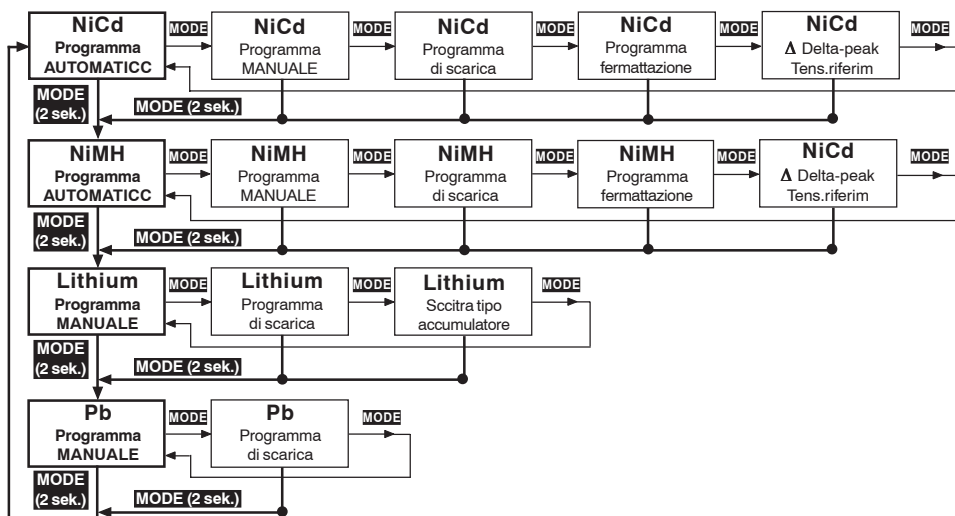 NiCd
Programma
AUTOMATICC
MODE
NiCd
Programma
MANUALE
MODE
NiCd
Programma
di scarica
MODE
NiCd
Programma
fermattazione
MODE
NiCd
Δ Delta-peak
Tens.riferim
MODE
MODE
(2 sek.)
MODE (2 sek.)
NiMH
Programma
AUTOMATICC
MODE
NiMH
Programma
MANUALE
MODE
NiMH
Programma
di scarica
MODE
NiMH
Programma
fermattazione
MODE
NiCd
Δ Delta-peak
Tens.riferim
MODE
MODE
(2 sek.)
MODE (2 sek.)
Lithium
Programma
MANUALE
MODE
Lithium
Programma
di scarica
MODE
Lithium
Sccitra tipo
accumulatore
MODE
MODE
(2 sek.)
MODE (2 sek.)
Pb
Programma
MANUALE
MODE
Pb
Programma
di scarica
MODE
MODE
(2 sek.)
MODE (2 sek.)